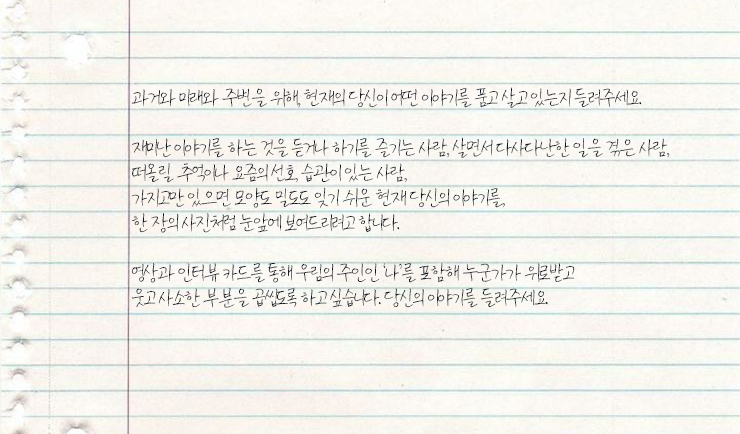 과거와 미래와 주변을 위해, 현재의 당신이 어떤 이야기를 품고 살고 있는지 들려주세요.
재미난 이야기를 하는 것을 듣거나 하기를 즐기는 사람, 살면서 다사다난한 일을 겪은 사람,
떠올릴 추억이나 요즘의 선호, 습관이 있는 사람,
가지고만 있으면 모양도 밀도도 잊기 쉬운 현재 당신의 이야기를,
한 장의 사진처럼 눈앞에 보여드리려고 합니다.
영상과 인터뷰 카드를 통해 우림의 주인인 '나'를 포함해 누군가가 위로받고
웃고 사소한 부분을 곱씹도록 하고 싶습니다. 당신의 이야기를 들려주세요.